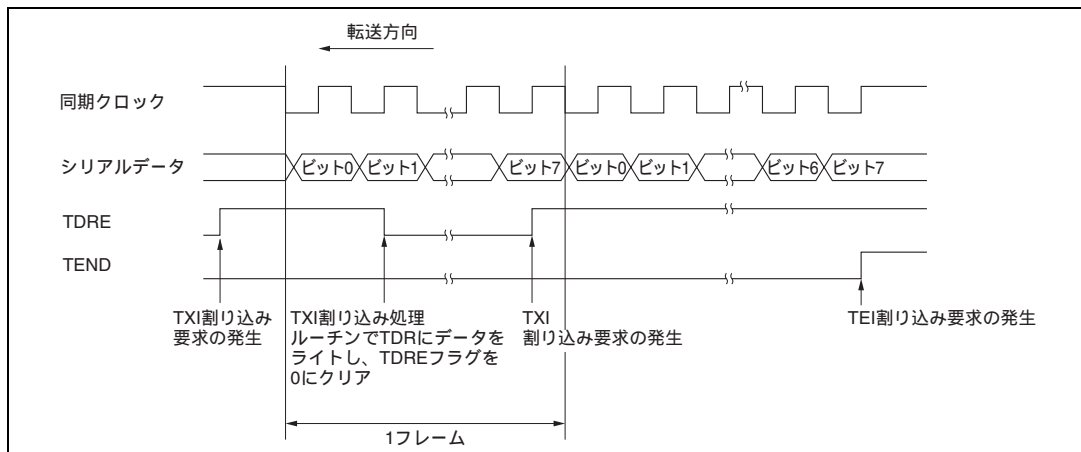 転送方向
同期クロック
シリアルデータ
ビット0 ビット1 ビット7 ビット0 ビット1 ビット6 ビット7
TDRE
TEND
TXI割り込み
要求の発生
TXI割り込み処理
ルーチンでTDRにデータを
ライトし、TDREフラグを
0にクリア
TXI
割り込み要求の発生
TEI割り込み要求の発生
1フレーム